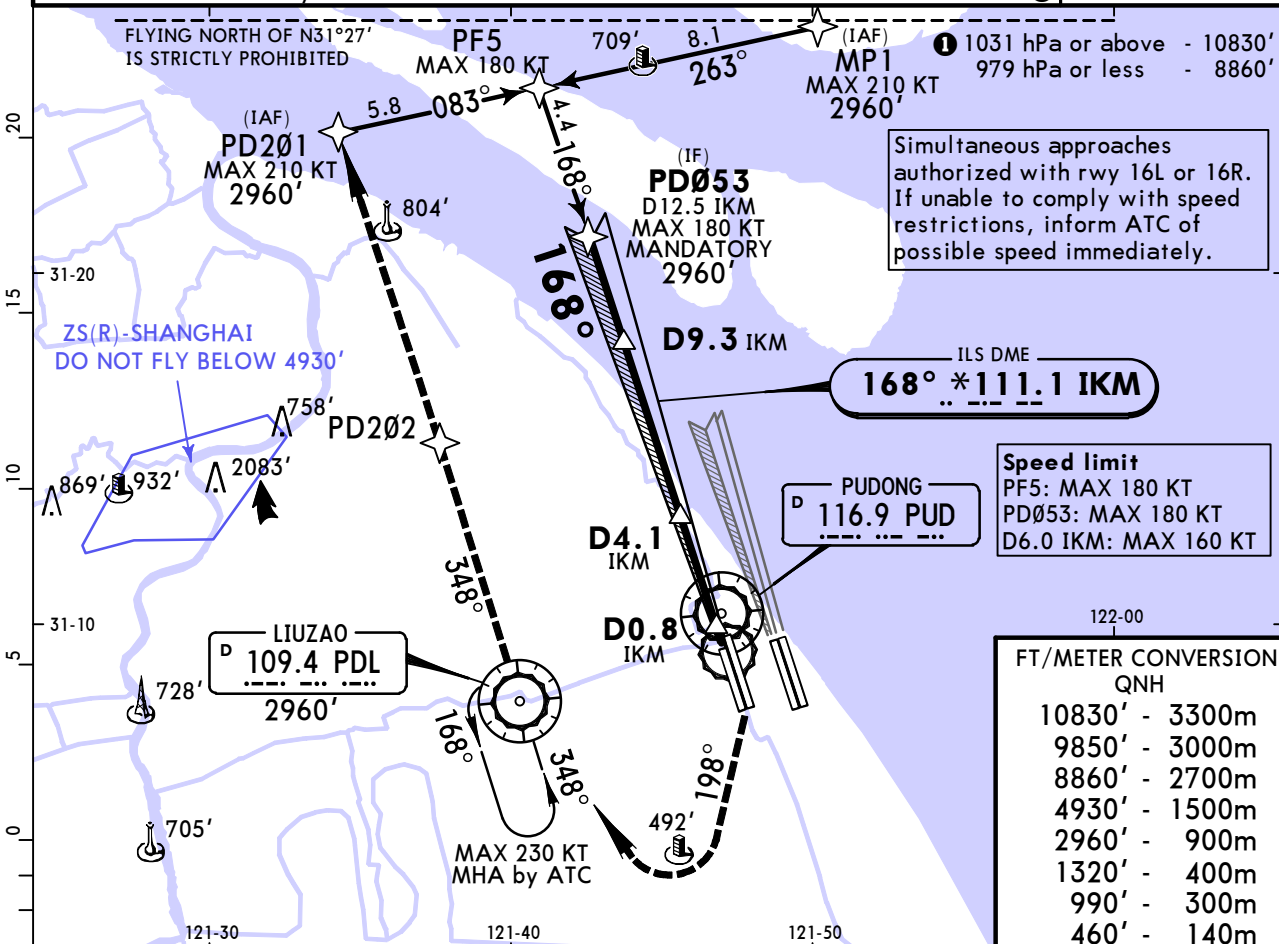 FLYING NORTH OF N31°27′
IS STRICTLY PROHIBITED
PF5
MAX 180 KT
709′
8.1
263°
(IAF)
MP1
MAX 210 KT
2960′
1 1031 hPa or above - 10830′
979 hPa or less - 8860′
(IAF)
PD2Ø1
MAX 210 KT
2960′
5.8
083°
4.4
168°
804′
(IF)
PDØ53
D12.5 IKM
MAX 180 KT
MANDATORY
2960′
Simultaneous approaches
authorized with rwy 16L or 16R.
If unable to comply with speed
restrictions, inform ATC of
possible speed immediately.
20
31-20
15
168°
ZS(R)-SHANGHAI
DO NOT FLY BELOW 4930′
D9.3 IKM
ILS DME
168° *111.1 IKM
758′
PD2Ø2
869′
932′
2083′
10
Speed limit
PF5: MAX 180 KT
PDØ53: MAX 180 KT
D6.0 IKM: MAX 160 KT
PUDONG
D 116.9 PUD
D4.1
IKM
348°
31-10
D0.8
IKM
122-00
LIUZAO
D 109.4 PDL
2960′
5
728′
168°
348°
198°
492′
0
705′
MAX 230 KT
MHA by ATC
121-30
121-40
121-50
FT/METER CONVERSION
QNH
10830′ - 3300m
9850′ - 3000m
8860′ - 2700m
4930′ - 1500m
2960′ - 900m
1320′ - 400m
990′ - 300m
460′ - 140m